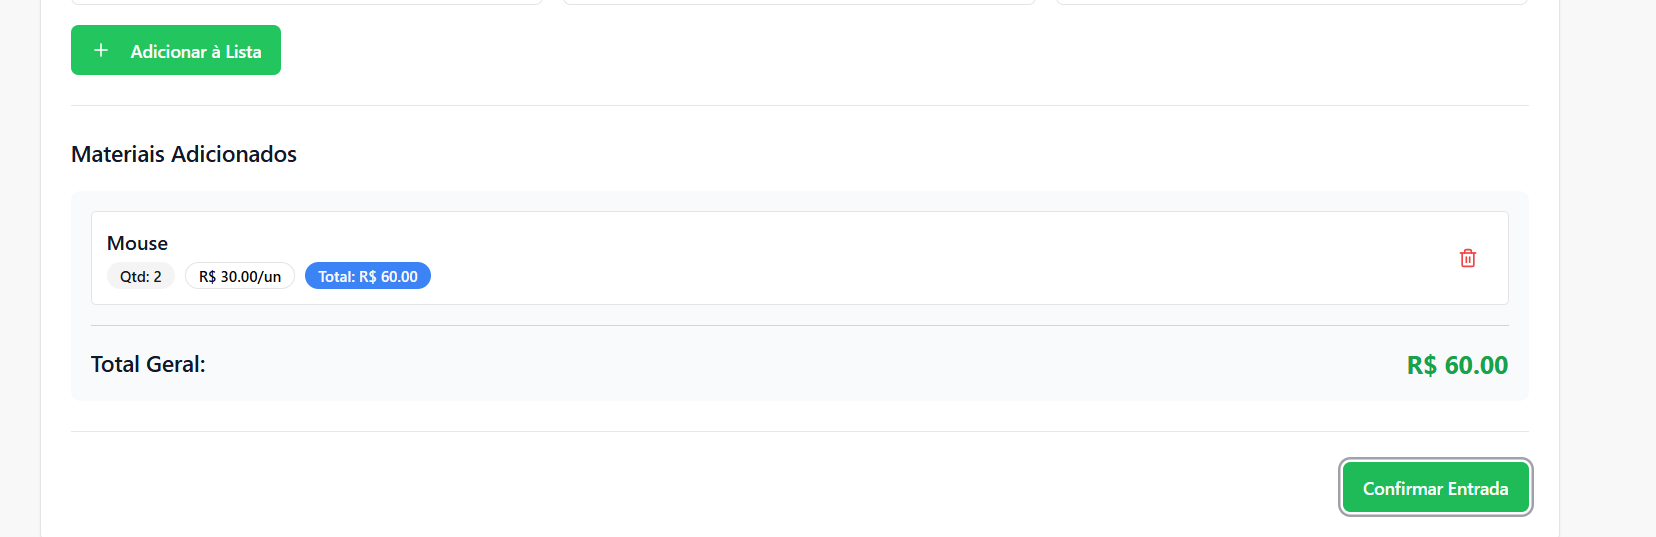 Adicionar à Lista
Materiais Adicionados
Mouse
Qtd: 2 R$ 30.00/un Total: R$ 60.00
Total Geral: R$ 60.00
Confirmar Entrada